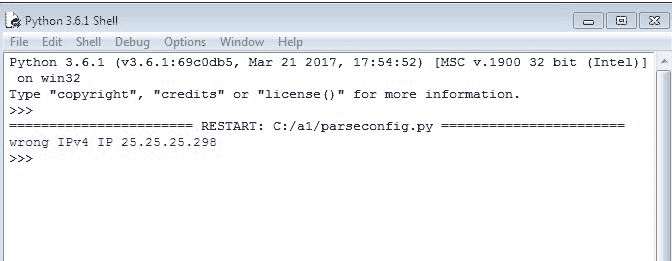 Python 3.6.1 Shell
File Edit Shell Debug Options Window Help
Python 3.6.1 (v3.6.1:69c0db5, Mar 21 2017, 17:54:52) [MSC v.1900 32 bit (Intel)]
 on win32
Type "copyright", "credits" or "license()" for more information.
>>>
======================= RESTART: C:/a1/parseconfig.py =======================
wrong IPv4 IP 25.25.25.298
>>>